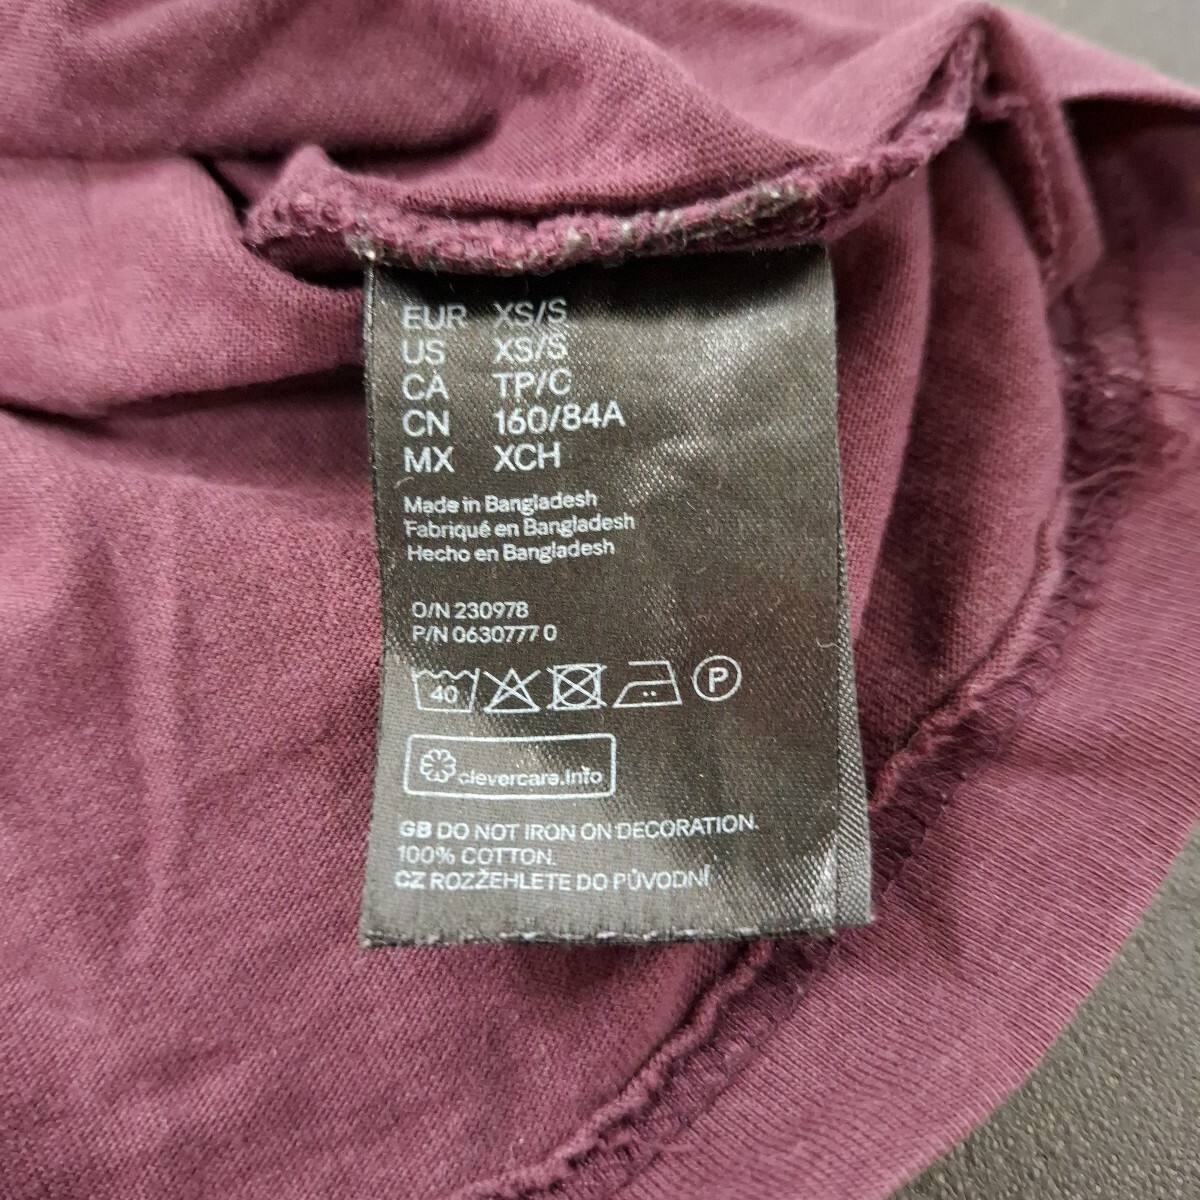 EUR XS/S
US XS/S
CA TP/C
CN 160/84A
MX XCH
Made in Bangladesh
Fabriqué en Bangladesh
Hecho en Bangladesh
O/N 230978
P/N 0630777 0
40 P
clevercare.info
GB DO NOT IRON ON DECORATION.
100% COTTON.
CZ ROZŽEHLETE DO PŮVODNÍ